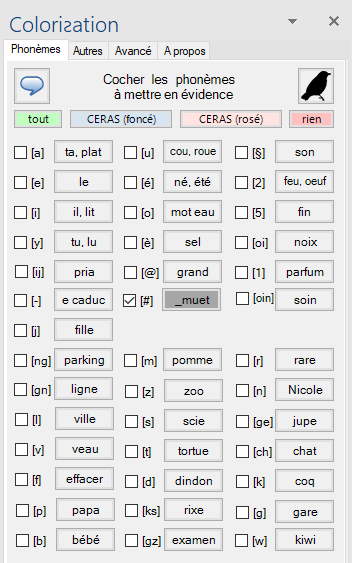 Coloriƨation
Phonèmes Autres Avancé A propos
Cocher les phonèmes
à mettre en évidence
tout CERAS (foncé) CERAS (rosé) rien
[a] ta, plat [u] cou, roue [§] son
[e] le [é] né, été [2] feu, oeuf
[i] il, lit [o] mot eau [5] fin
[y] tu, lu [è] sel [oi] noix
[ij] pria [@] grand [1] parfum
[-] e caduc [#] _muet [oin] soin
[j] fille
[ng] parking [m] pomme [r] rare
[gn] ligne [z] zoo [n] Nicole
[l] ville [s] scie [ge] jupe
[v] veau [t] tortue [ch] chat
[f] effacer [d] dindon [k] coq
[p] papa [ks] rixe [g] gare
[b] bébé [gz] examen [w] kiwi